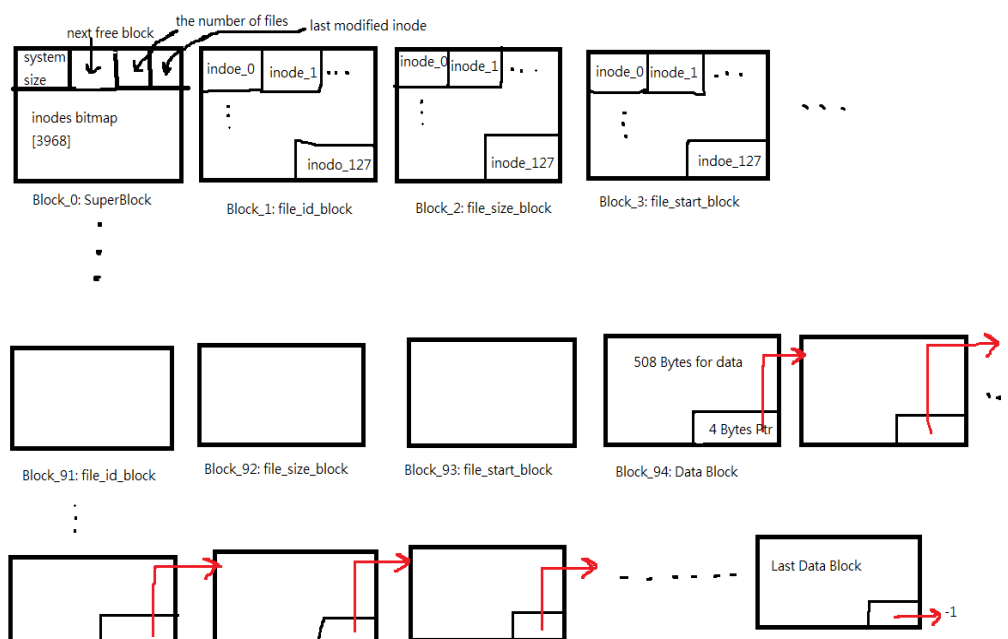 next free block
the number of files
last modified inode
system
size
inodes bitmap
[3968]
Block_0: SuperBlock
indoe_0
inode_1
inodo_127
Block_1: file_id_block
inode_0
inode_1
inode_127
Block_2: file_size_block
inode_0
inode_1
indoe_127
Block_3: file_start_block
Block_91: file_id_block
Block_92: file_size_block
Block_93: file_start_block
508 Bytes for data
4 Bytes Ptr
Block_94: Data Block
Last Data Block
-1